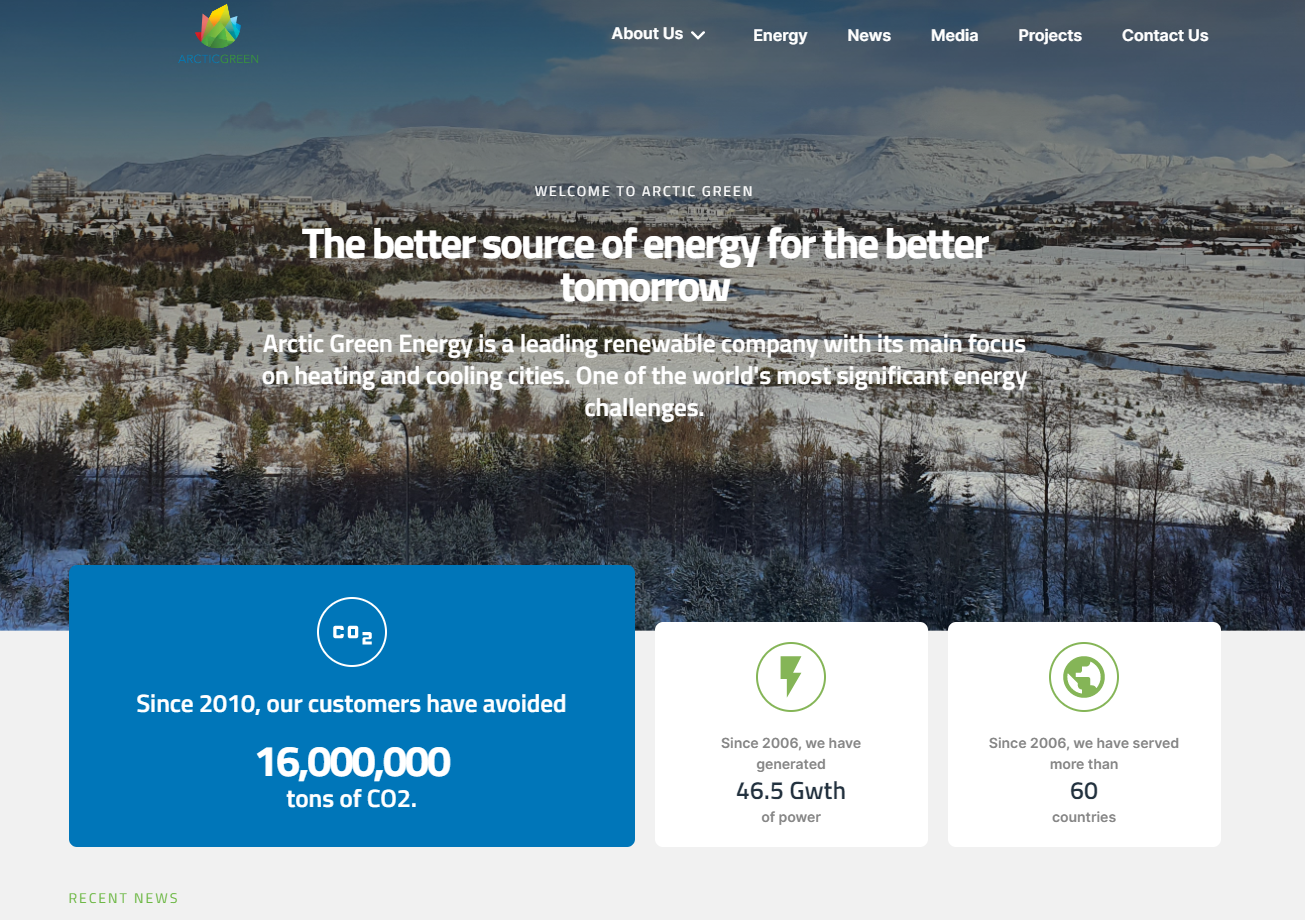 ARCTICGREEN
About Us
Energy
News
Media
Projects
Contact Us
WELCOME TO ARCTIC GREEN
The better source of energy for the better
tomorrow
Arctic Green Energy is a leading renewable company with its main focus
on heating and cooling cities. One of the world's most significant energy
challenges.
CO2
Since 2010, our customers have avoided
16,000,000
tons of CO2.
Since 2006, we have
generated
46.5 Gwth
of power
Since 2006, we have served
more than
60
countries
RECENT NEWS